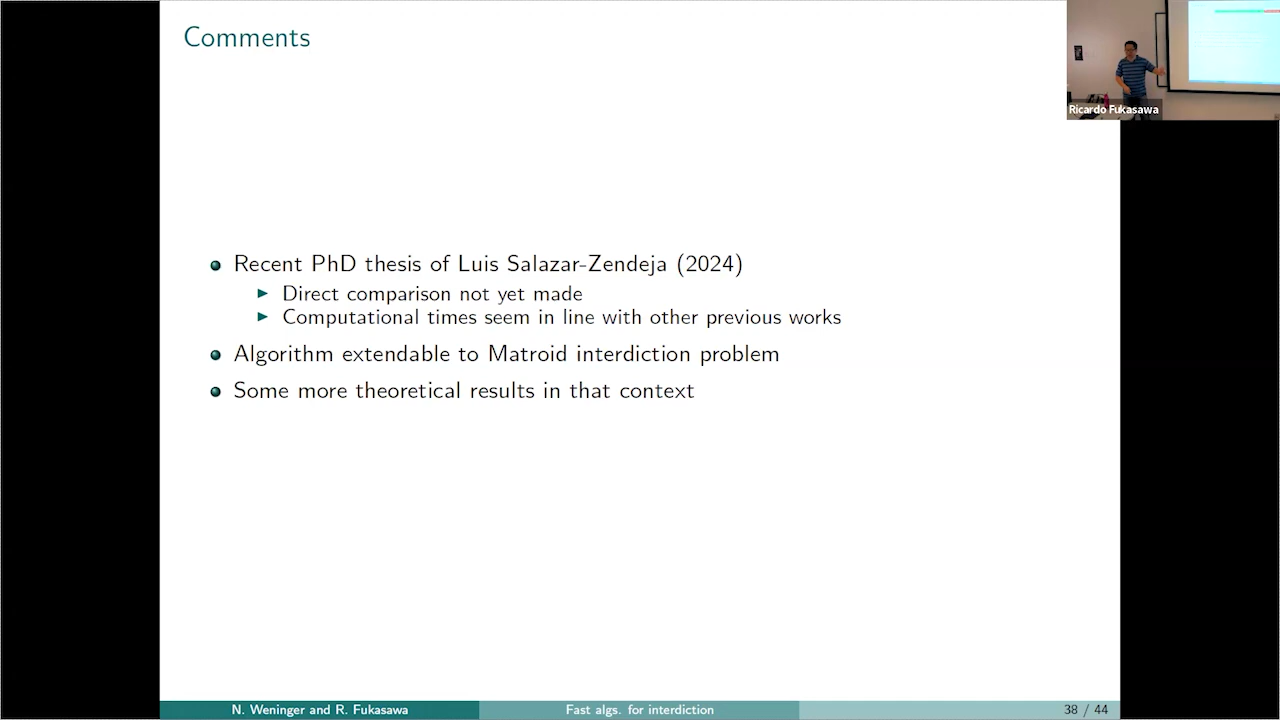 Comments
Ricardo Fukasawa
Recent PhD thesis of Luis Salazar-Zendeja (2024)
Direct comparison not yet made
Computational times seem in line with other previous works
Algorithm extendable to Matroid interdiction problem
Some more theoretical results in that context
N. Weninger and R. Fukasawa
Fast algs. for interdiction
38 / 44